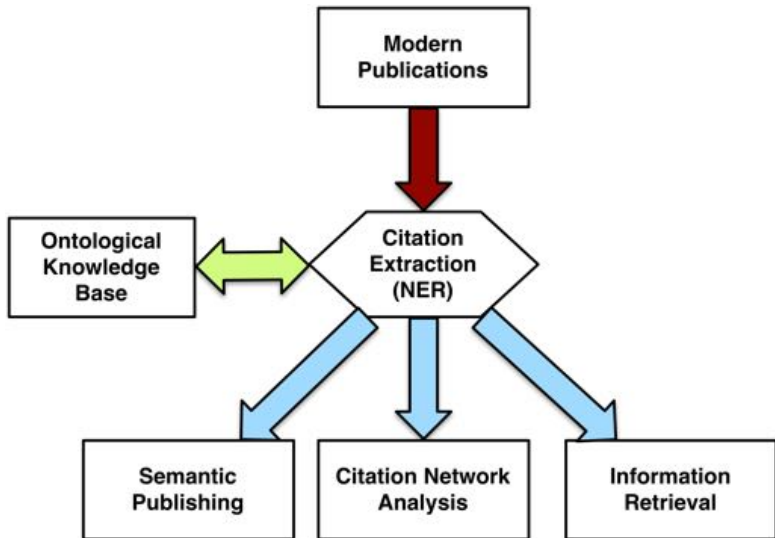 Modern
Publications
Ontological
Knowledge
Base
Citation
Extraction
(NER)
Semantic
Publishing
Citation Network
Analysis
Information
Retrieval